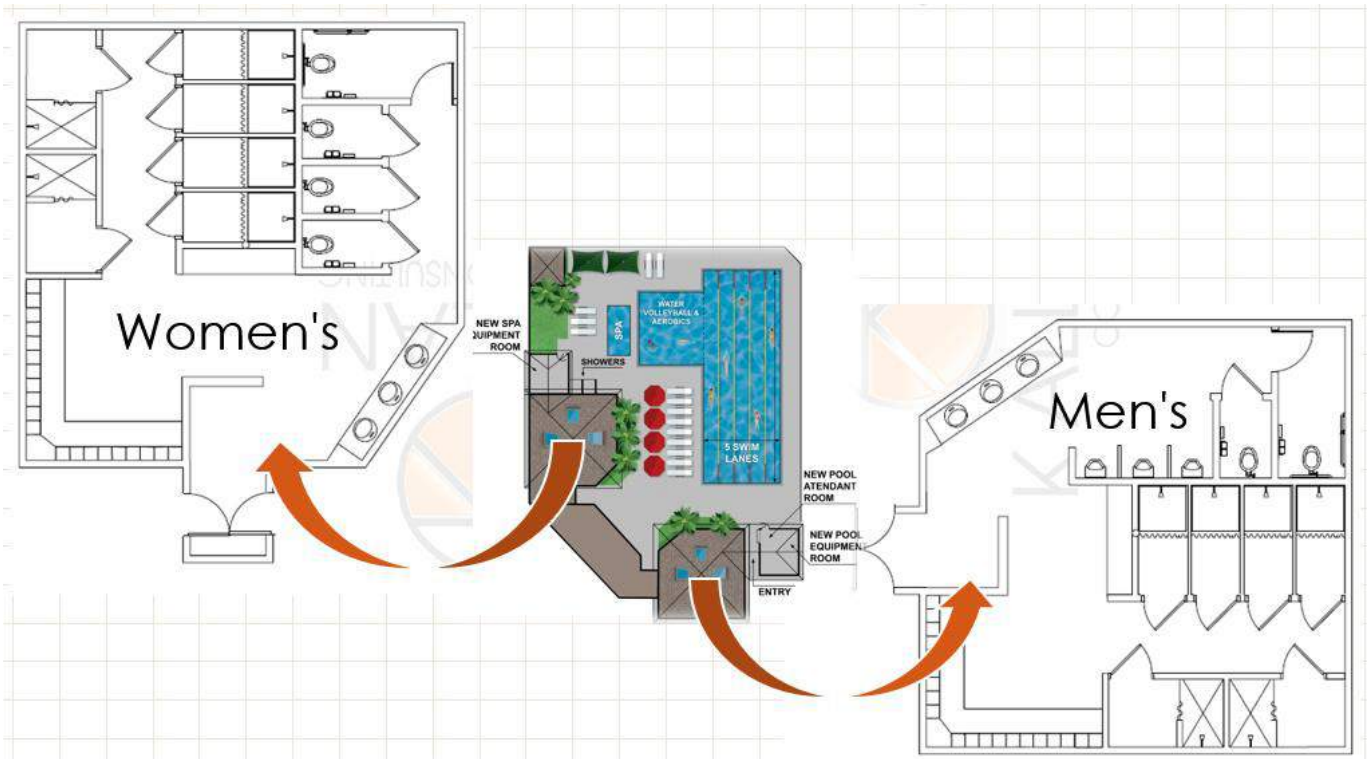 Women's
NEW SPA
QUIPMENT
ROOM
SPA
WATER
VOLLEYBALL &
AEROBICS
SHOWERS
5 SWIM
LANES
NEW POOL
ATENDANT
ROOM
NEW POOL
EQUIPMENT
ROOM
ENTRY
Men's